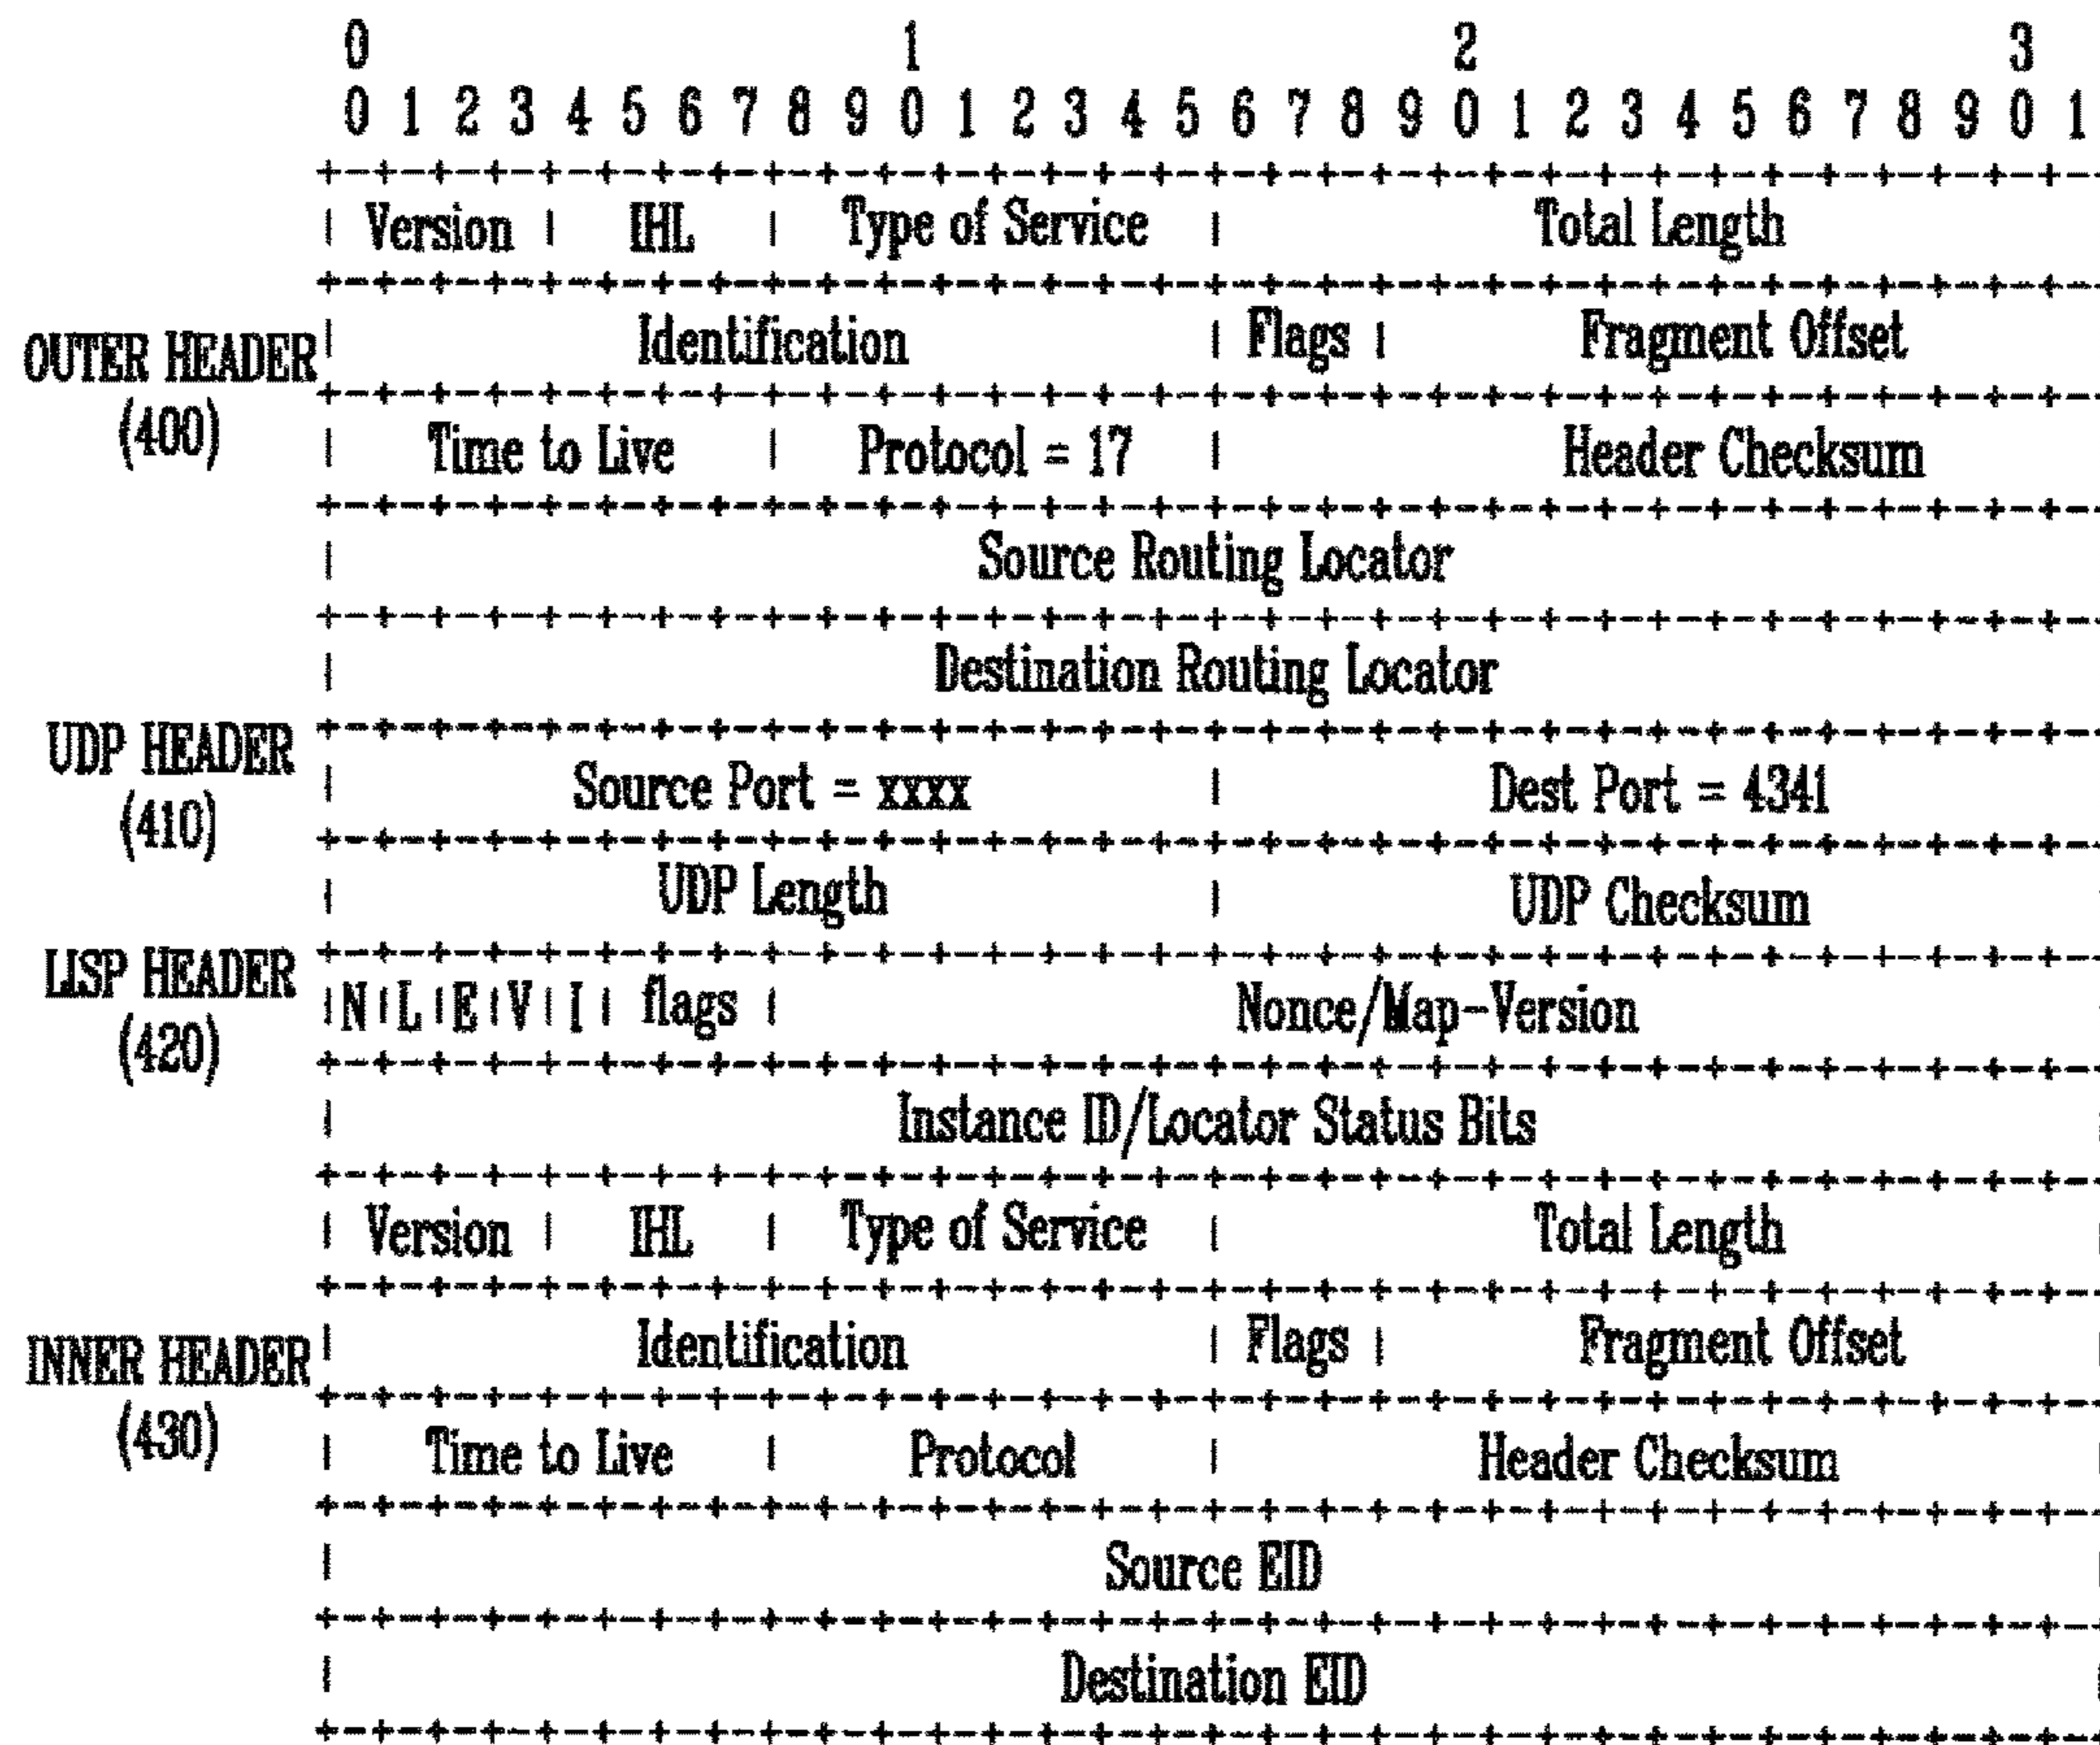 0 1 2 3
0 1 2 3 4 5 6 7 8 9 0 1 2 3 4 5 6 7 8 9 0 1 2 3 4 5 6 7 8 9 0 1
+-+-+-+-+-+-+-+-+-+-+-+-+-+-+-+-+-+-+-+-+-+-+-+-+-+-+-+-+-+-+-+-
| Version | IHL | Type of Service | Total Length
+-+-+-+-+-+-+-+-+-+-+-+-+-+-+-+-+-+-+-+-+-+-+-+-+-+-+-+-+-+-+-+-
OUTER HEADER | Identification | Flags | Fragment Offset
(400) +-+-+-+-+-+-+-+-+-+-+-+-+-+-+-+-+-+-+-+-+-+-+-+-+-+-+-+-+-+-+-+-
| Time to Live | Protocol = 17 | Header Checksum
+-+-+-+-+-+-+-+-+-+-+-+-+-+-+-+-+-+-+-+-+-+-+-+-+-+-+-+-+-+-+-+-
| Source Routing Locator
+-+-+-+-+-+-+-+-+-+-+-+-+-+-+-+-+-+-+-+-+-+-+-+-+-+-+-+-+-+-+-+-
| Destination Routing Locator
UDP HEADER +-+-+-+-+-+-+-+-+-+-+-+-+-+-+-+-+-+-+-+-+-+-+-+-+-+-+-+-+-+-+-+-
(410) | Source Port = xxxx | Dest Port = 4341
+-+-+-+-+-+-+-+-+-+-+-+-+-+-+-+-+-+-+-+-+-+-+-+-+-+-+-+-+-+-+-+-
| UDP Length | UDP Checksum
LISP HEADER +-+-+-+-+-+-+-+-+-+-+-+-+-+-+-+-+-+-+-+-+-+-+-+-+-+-+-+-+-+-+-+-
|N|L|E|V|I| flags | Nonce/Map-Version
(420) +-+-+-+-+-+-+-+-+-+-+-+-+-+-+-+-+-+-+-+-+-+-+-+-+-+-+-+-+-+-+-+-
| Instance ID/Locator Status Bits
+-+-+-+-+-+-+-+-+-+-+-+-+-+-+-+-+-+-+-+-+-+-+-+-+-+-+-+-+-+-+-+-
| Version | IHL | Type of Service | Total Length
+-+-+-+-+-+-+-+-+-+-+-+-+-+-+-+-+-+-+-+-+-+-+-+-+-+-+-+-+-+-+-+-
INNER HEADER | Identification | Flags | Fragment Offset
(430) +-+-+-+-+-+-+-+-+-+-+-+-+-+-+-+-+-+-+-+-+-+-+-+-+-+-+-+-+-+-+-+-
| Time to Live | Protocol | Header Checksum
+-+-+-+-+-+-+-+-+-+-+-+-+-+-+-+-+-+-+-+-+-+-+-+-+-+-+-+-+-+-+-+-
| Source EID
+-+-+-+-+-+-+-+-+-+-+-+-+-+-+-+-+-+-+-+-+-+-+-+-+-+-+-+-+-+-+-+-
| Destination EID
+-+-+-+-+-+-+-+-+-+-+-+-+-+-+-+-+-+-+-+-+-+-+-+-+-+-+-+-+-+-+-+-